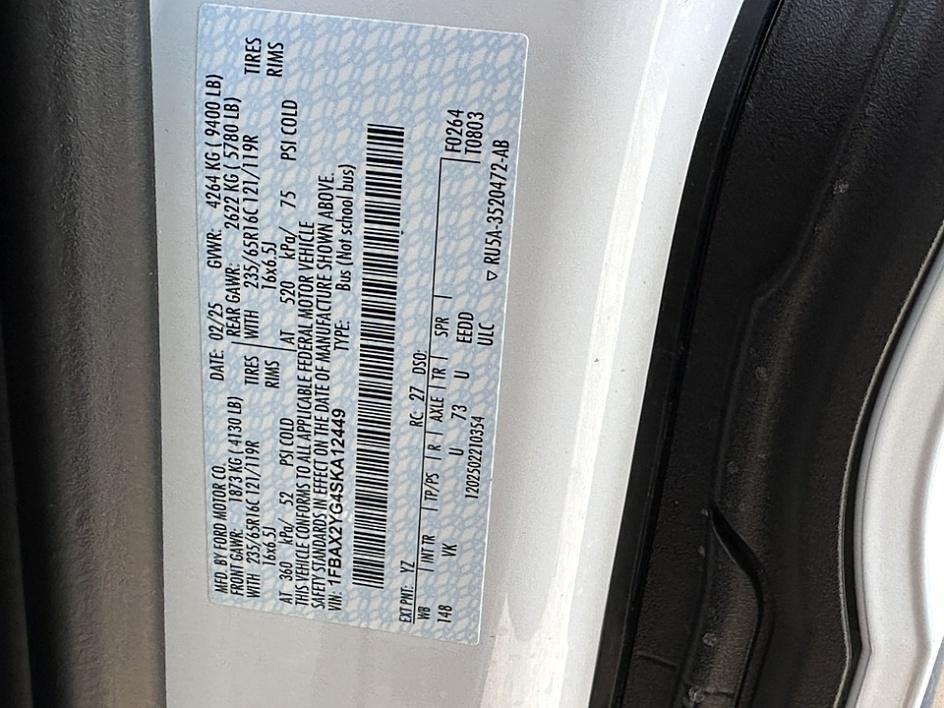 MFD. BY FORD MOTOR CO. DATE: 02/25 GVWR: 4264 KG ( 9400 LB)
FRONT GAWR: 1873 KG ( 4130 LB) REAR GAWR: 2622 KG ( 5780 LB)
WITH 235/65R16C 121/119R TIRES WITH 235/65R16C 121/119R TIRES
16x6.5J RIMS 16x6.5J RIMS
AT 360 kPa/ 52 PSI COLD AT 520 kPa/ 75 PSI COLD
THIS VEHICLE CONFORMS TO ALL APPLICABLE FEDERAL MOTOR VEHICLE
SAFETY STANDARDS IN EFFECT ON THE DATE OF MANUFACTURE SHOWN ABOVE.
VIN: 1FBAX2YG4SKA12449 TYPE: Bus (Not school bus)
EXT PNT: YZ RC: 27 DSO: F0264
WB INT TR TP/PS R AXLE TR SPR T0803
148 VK U 73 U EEDD
1202502210354 ULC ▽ RU5A-3520472-AB